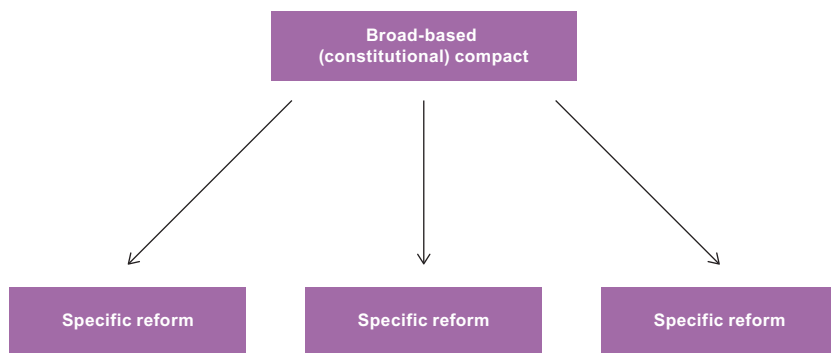 Broad-based
(constitutional) compact
Specific reform
Specific reform
Specific reform